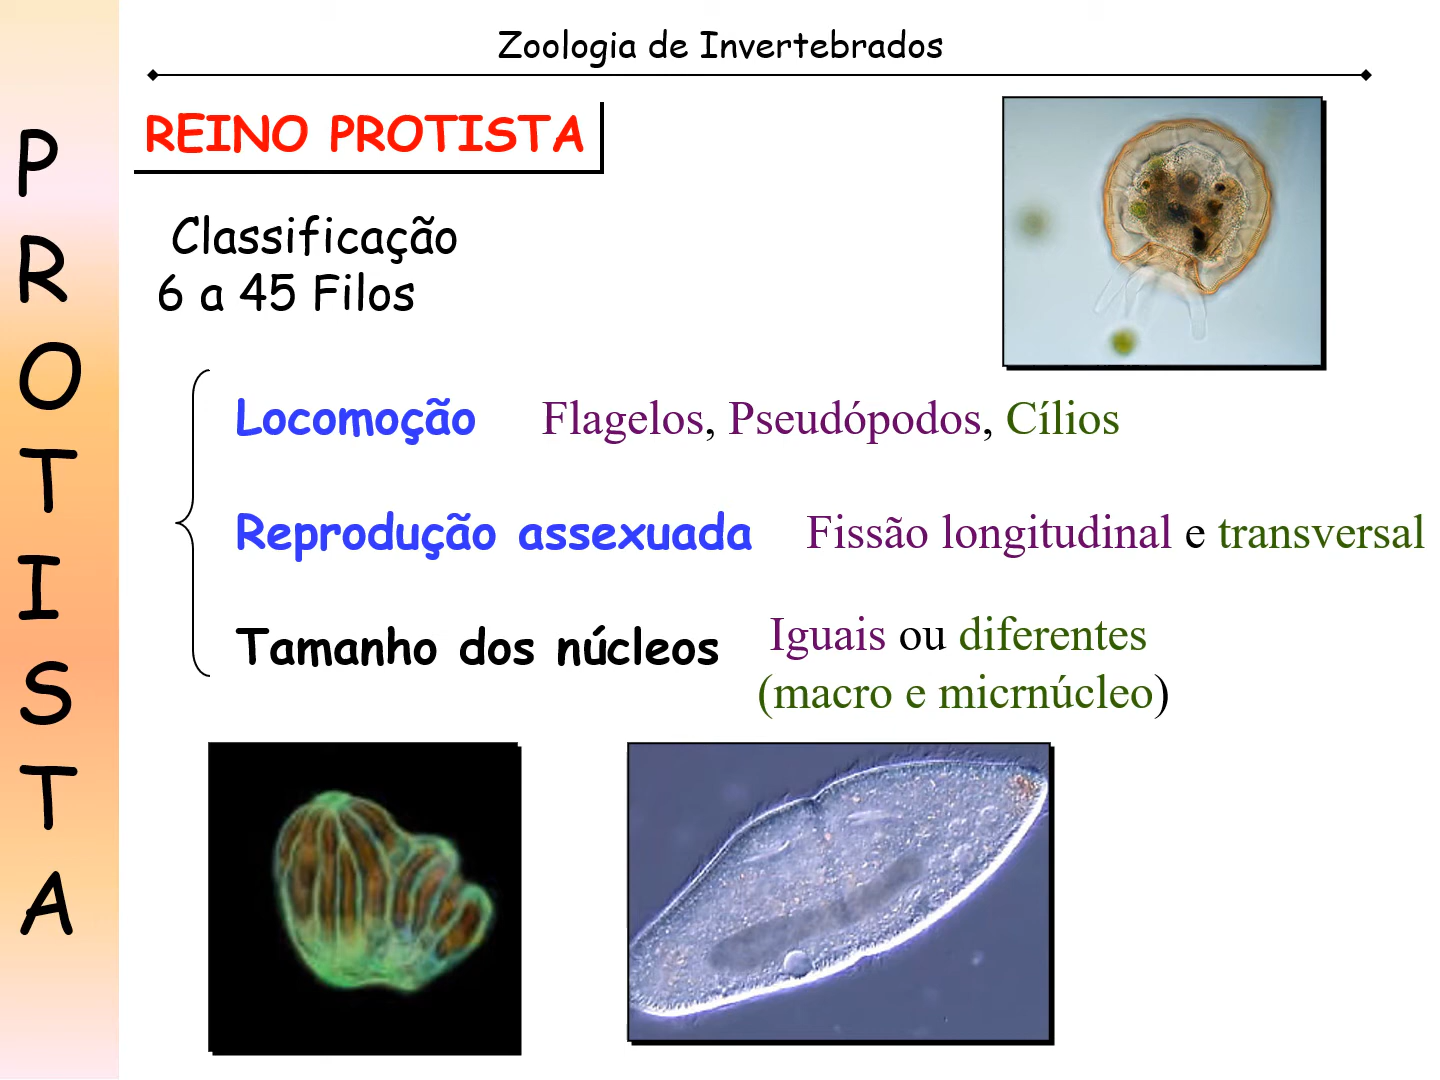 Zoologia de Invertebrados
REINO PROTISTA
Classificação
6 a 45 Filos
Locomoção Flagelos, Pseudópodos, Cílios
Reprodução assexuada Fissão longitudinal e transversal
Tamanho dos núcleos Iguais ou diferentes
(macro e micrnúcleo)
P
R
O
T
I
S
T
A